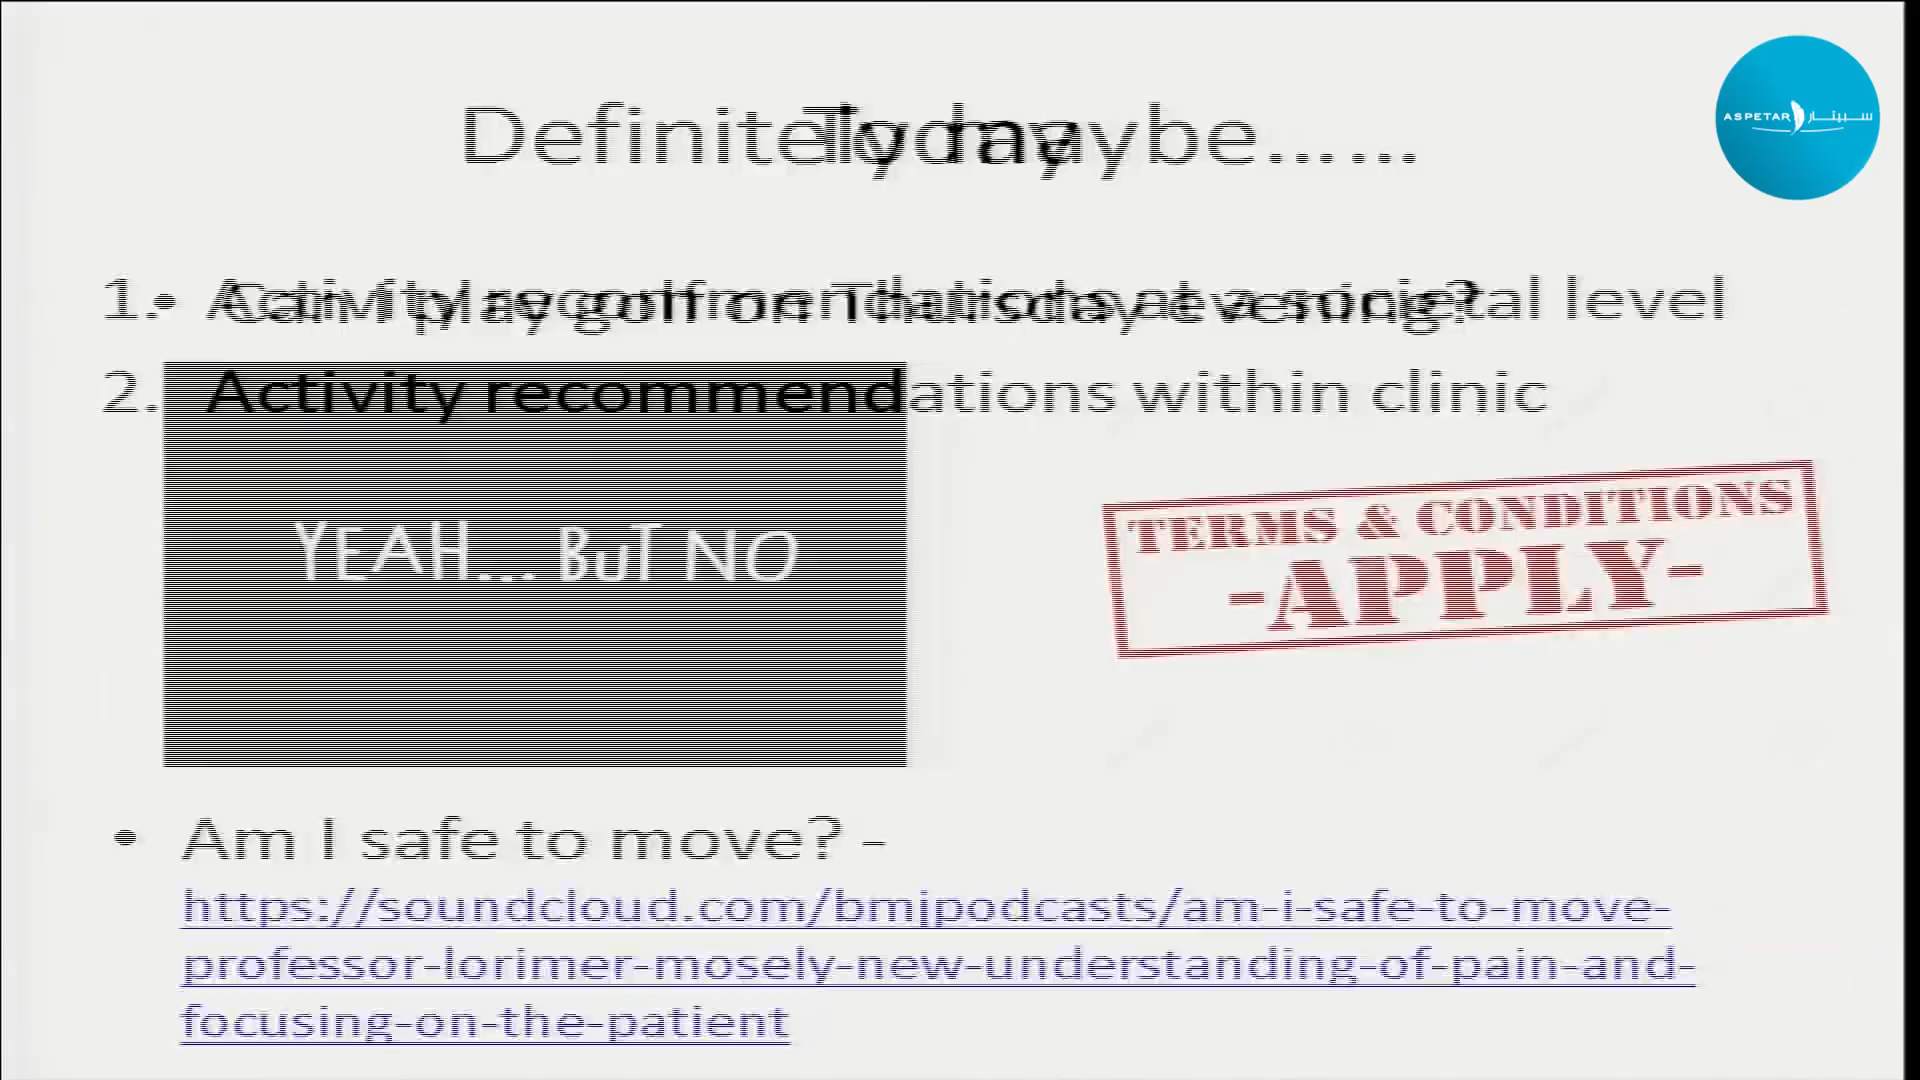 ASPETAR سبيتار
Definitely maybe......
Today
1. Activity recommendations at a societal level
• Can I play golf on Thursday evening?
2. Activity recommendations within clinic
YEAH... BUT NO
TERMS & CONDITIONS
-APPLY-
• Am I safe to move? -
https://soundcloud.com/bmjpodcasts/am-i-safe-to-move-
professor-lorimer-mosely-new-understanding-of-pain-and-
focusing-on-the-patient